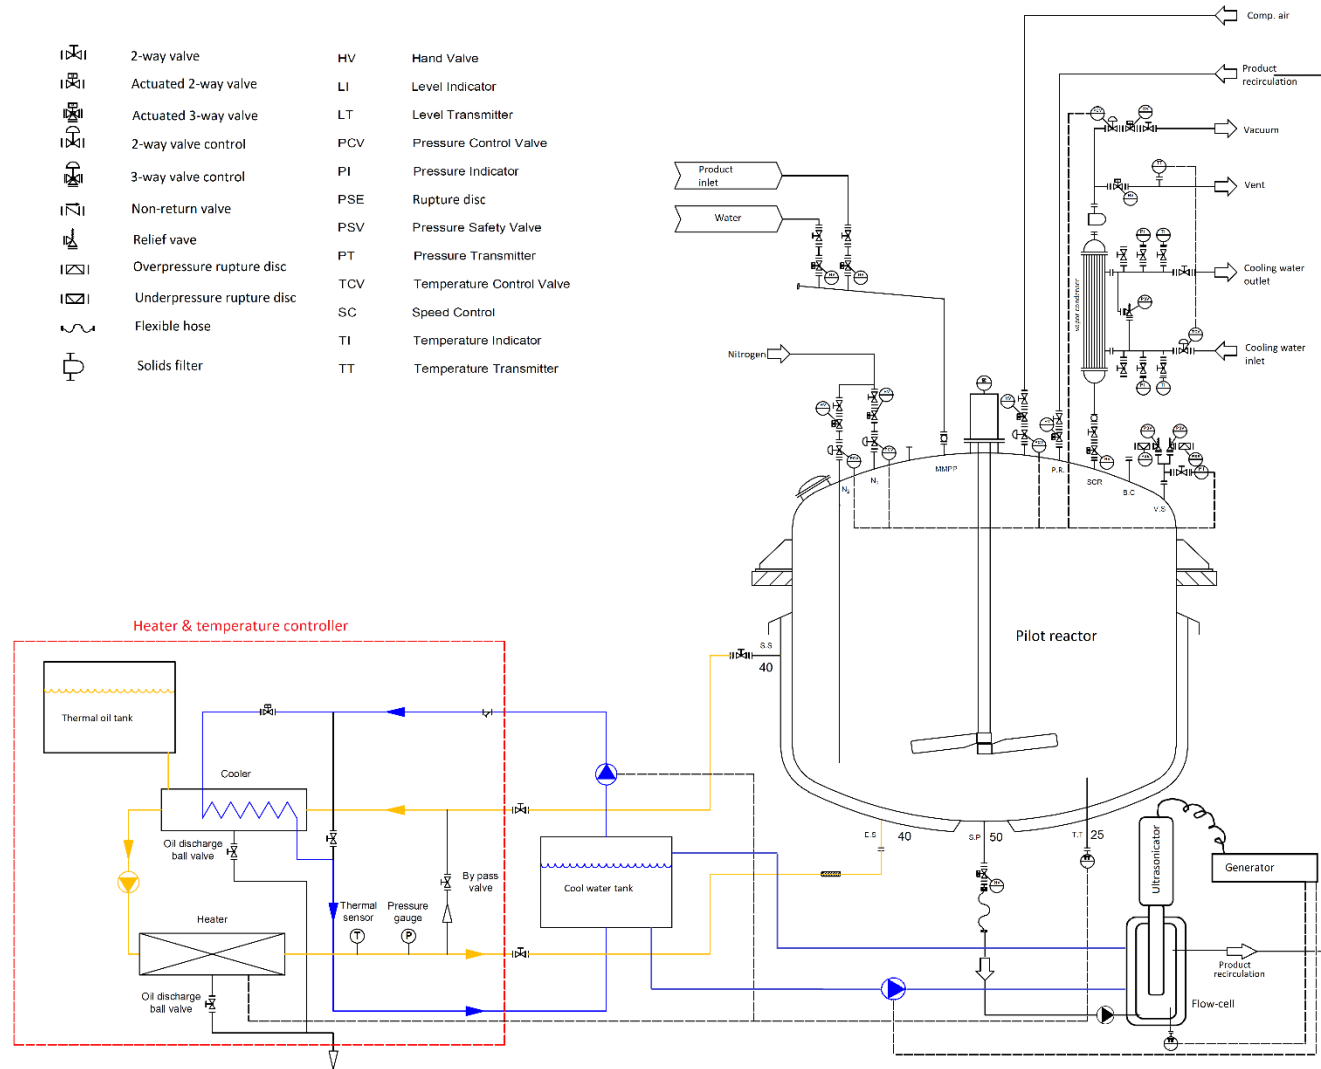 2-way valve
Actuated 2-way valve
Actuated 3-way valve
2-way valve control
3-way valve control
Non-return valve
Relief vave
Overpressure rupture disc
Underpressure rupture disc
Flexible hose
Solids filter
HV Hand Valve
LI Level Indicator
LT Level Transmitter
PCV Pressure Control Valve
PI Pressure Indicator
PSE Rupture disc
PSV Pressure Safety Valve
PT Pressure Transmitter
TCV Temperature Control Valve
SC Speed Control
TI Temperature Indicator
TT Temperature Transmitter
Comp. air
Product
recirculation
Vacuum
Vent
Cooling water
outlet
Cooling water
inlet
vapor condenser
Product
inlet
Water
Nitrogen
MMPP
P.R.
SCR
B.C
V.S
Pilot reactor
S.S
40
E.S
40
S.P
50
T.T
25
Heater & temperature controller
Thermal oil tank
Cooler
Oil discharge
ball valve
By pass
valve
Thermal
sensor
T
Pressure
gauge
P
Heater
Oil discharge
ball valve
Cool water tank
Ultrasonicator
Generator
Product
recirculation
Flow-cell